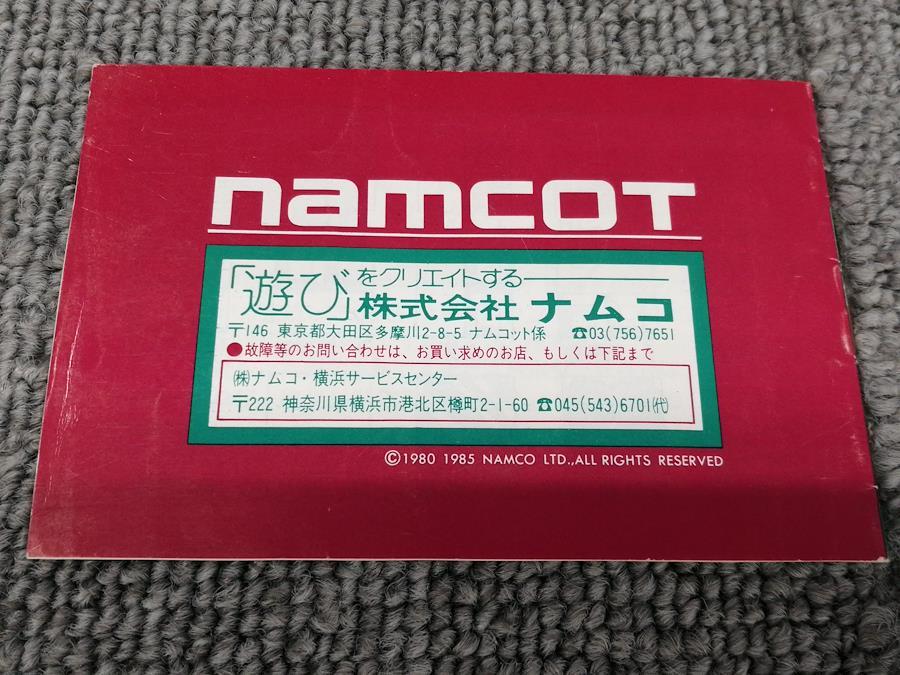 namcoT
「遊び」をクリエイトする
株式会社 ナムコ
〒146 東京都大田区多摩川2-8-5 ナムコット係 ☎03(756)7651
●故障等のお問い合わせは、お買い求めのお店、もしくは下記まで
㈱ナムコ・横浜サービスセンター
〒222 神奈川県横浜市港北区樽町2-1-60 ☎045(543)6701㈹
©1980 1985 NAMCO LTD.,ALL RIGHTS RESERVED